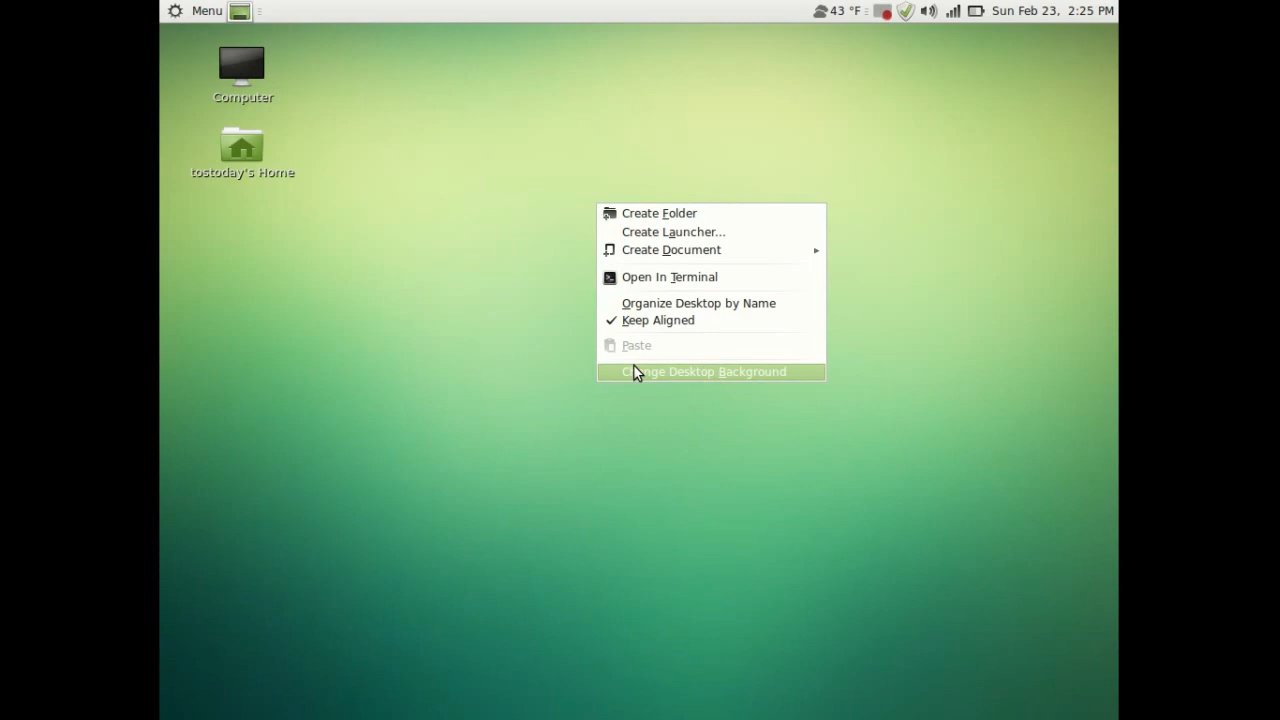 Menu
43 °F
Sun Feb 23, 2:25 PM
Computer
tostoday's Home
Create Folder
Create Launcher...
Create Document
Open In Terminal
Organize Desktop by Name
Keep Aligned
Paste
Change Desktop Background